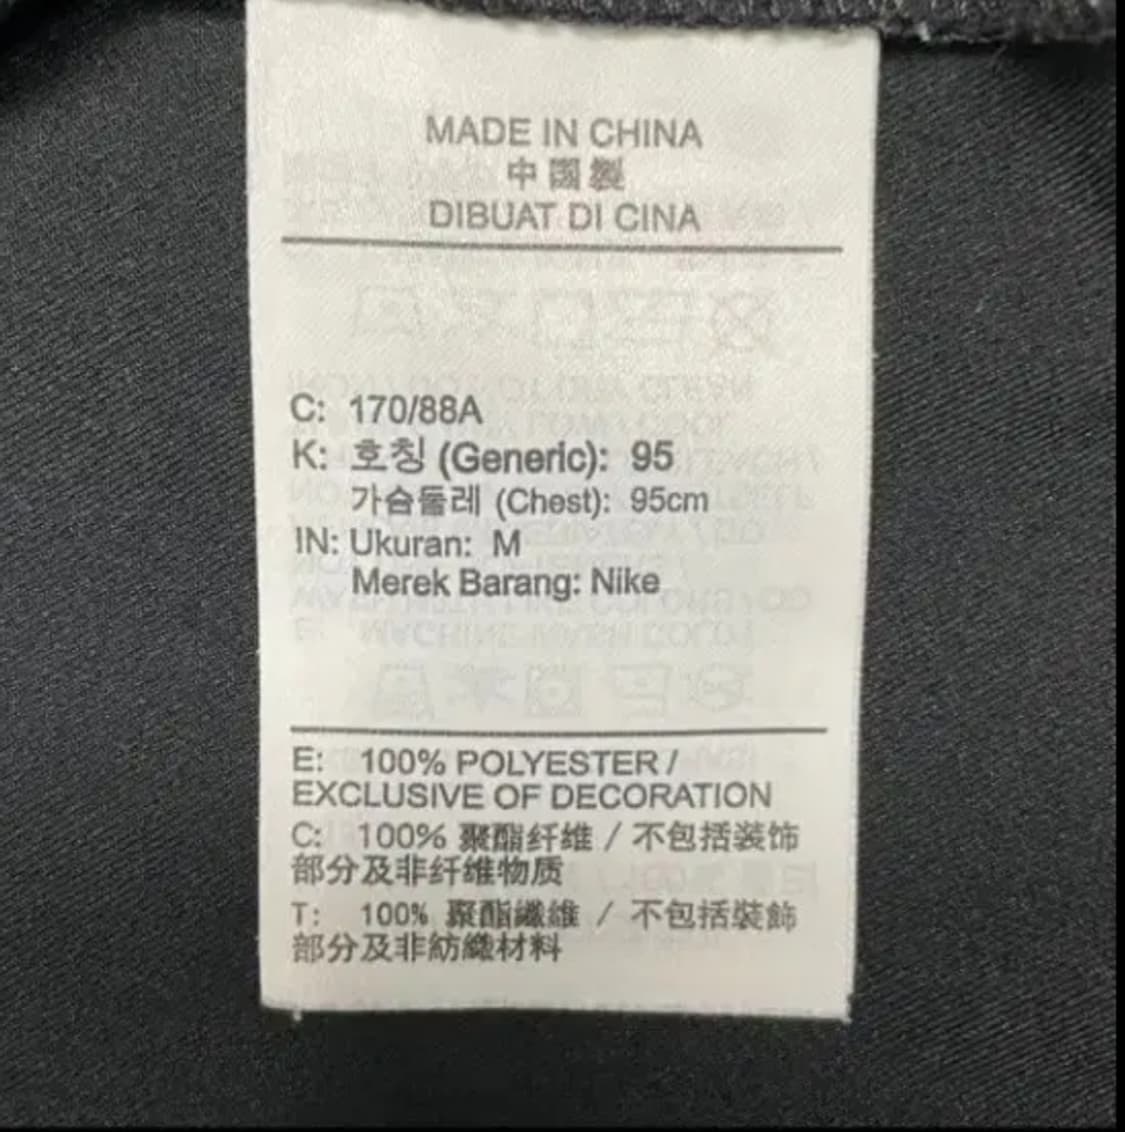 MADE IN CHINA
中國製
DIBUAT DI CINA
C: 170/88A
K: 호칭 (Generic): 95
가슴둘레 (Chest): 95cm
IN: Ukuran: M
Merek Barang: Nike
E: 100% POLYESTER /
EXCLUSIVE OF DECORATION
C: 100% 聚酯纤维 / 不包括装饰
部分及非纤维物质
T: 100% 聚酯纖維 / 不包括裝飾
部分及非紡織材料